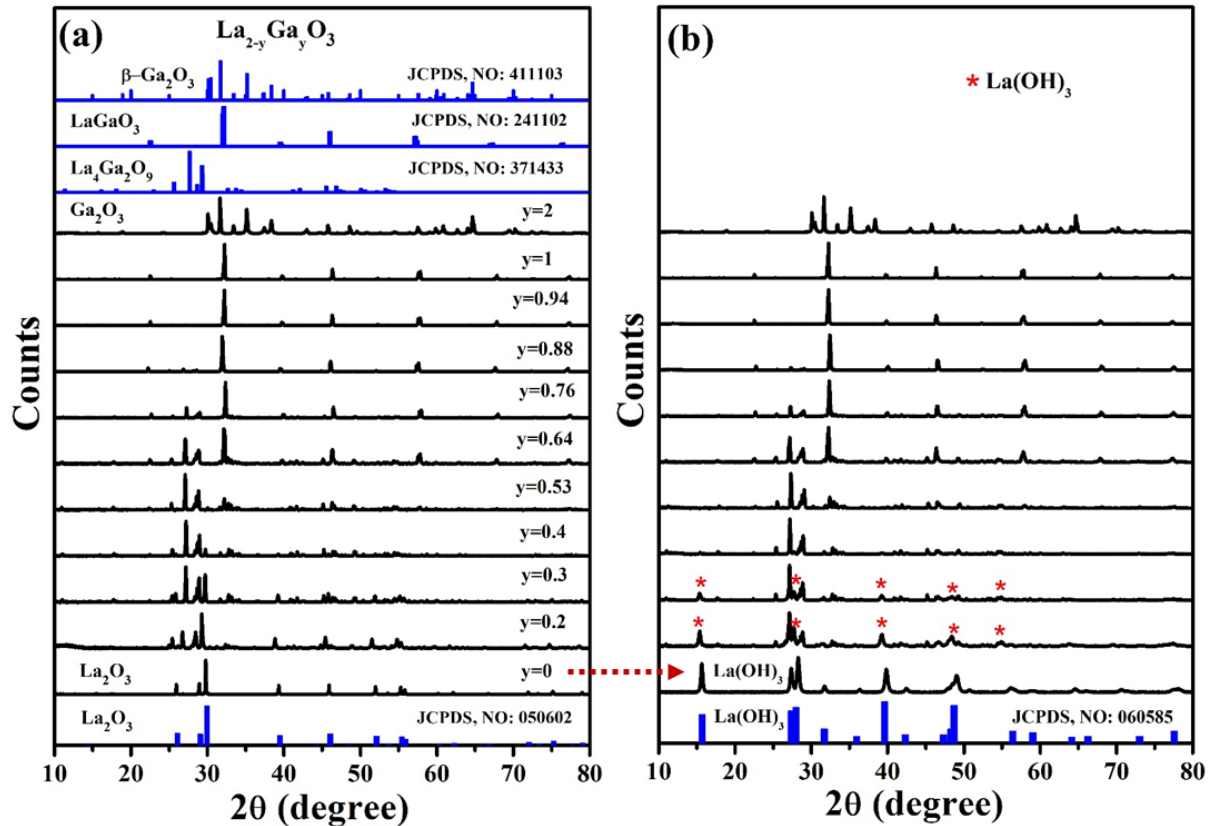 (a)
La2-yGayO3
β–Ga2O3
JCPDS, NO: 411103
LaGaO3
JCPDS, NO: 241102
La4Ga2O9
JCPDS, NO: 371433
Ga2O3
y=2
y=1
y=0.94
y=0.88
y=0.76
y=0.64
y=0.53
y=0.4
y=0.3
y=0.2
La2O3
y=0
La2O3
JCPDS, NO: 050602
Counts
10 20 30 40 50 60 70 80
2θ (degree)
(b)
* La(OH)3
* * * * *
* * * * *
La(OH)3
La(OH)3
JCPDS, NO: 060585
Counts
10 20 30 40 50 60 70 80
2θ (degree)